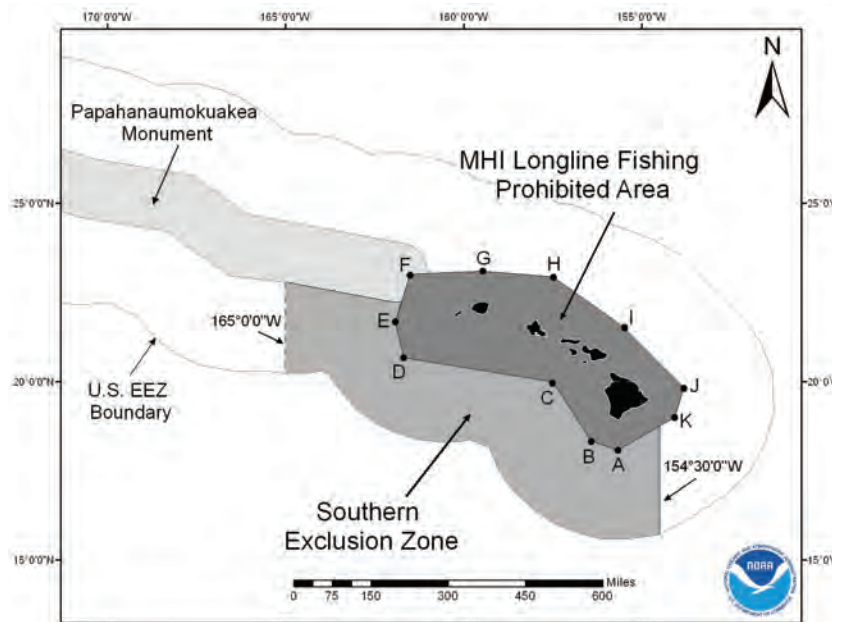 170°0'0"W
165°0'0"W
160°0'0"W
155°0'0"W
N
Papahanaumokuakea
Monument
MHI Longline Fishing
Prohibited Area
25°0'0"N
25°0'0"N
F
G
H
165°0'0"W
E
I
D
20°0'0"N
20°0'0"N
C
J
U.S. EEZ
Boundary
K
B
A
154°30'0"W
Southern
Exclusion Zone
15°0'0"N
15°0'0"N
Miles
0 75 150 300 450 600
NOAA